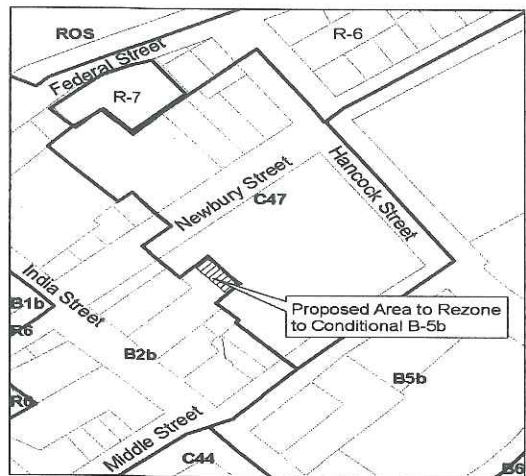 ROS
R-6
Federal Street
R-7
Hancock Street
Newbury Street
C47
India Street
B1b
R6
Proposed Area to Rezone
to Conditional B-5b
B2b
B5b
R6
Middle Street
C44